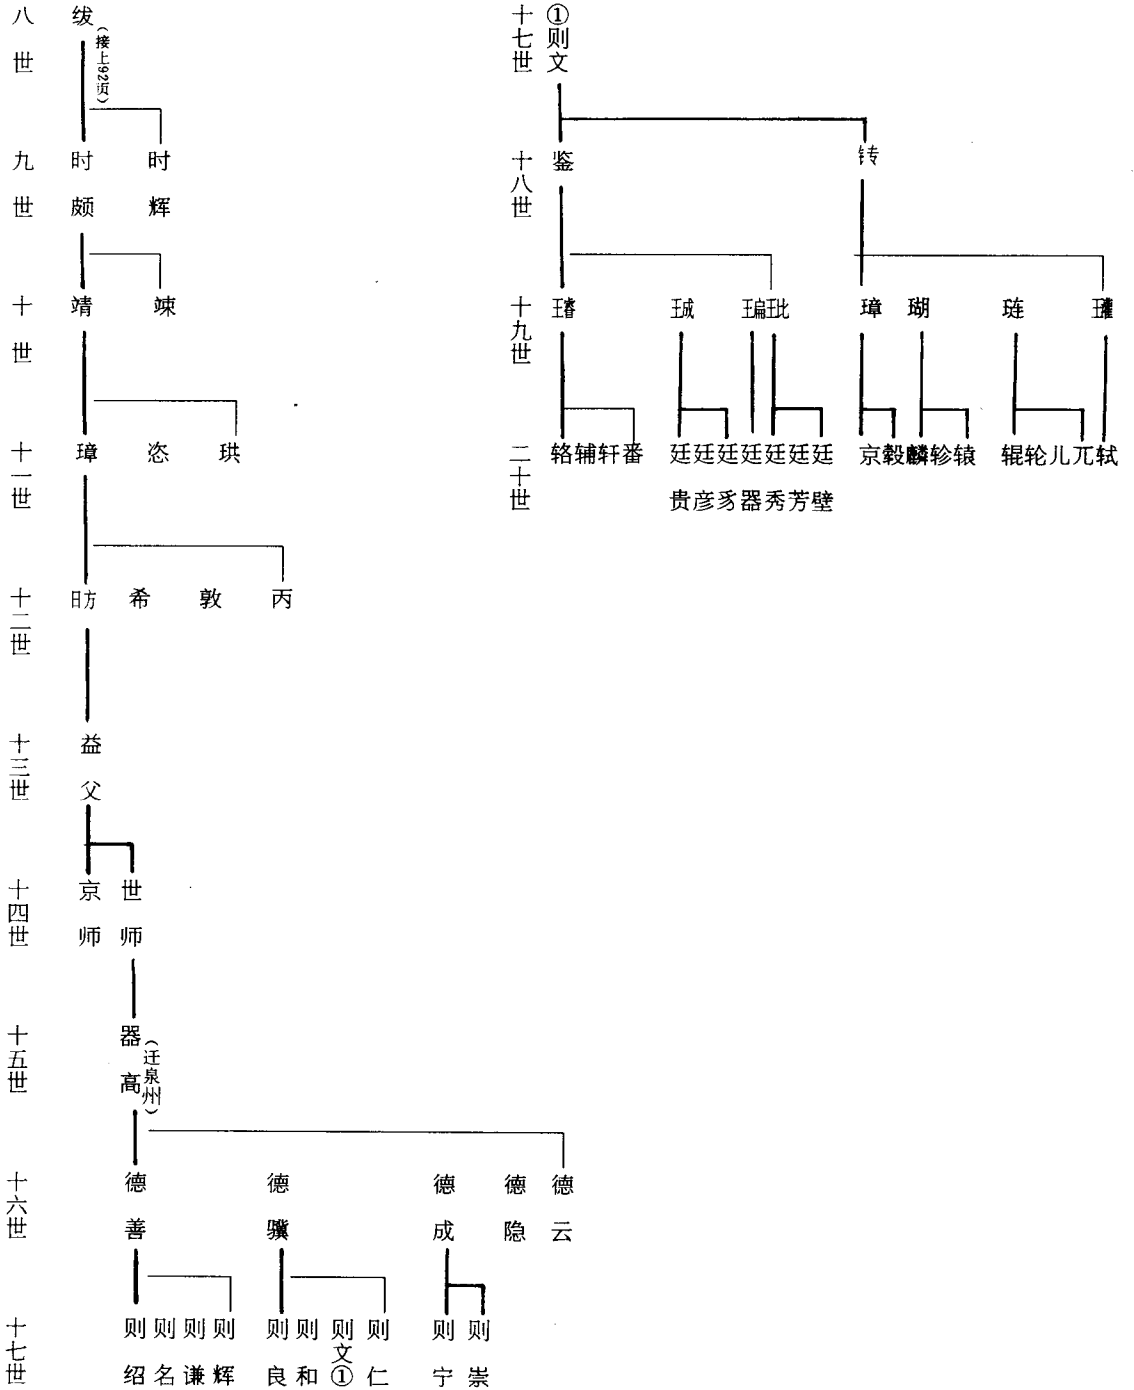 八世 绂（接上92页）
九世 时颇 时辉
十世 靖 竦
十一世 璋 恣 珙
十二世 昉 希 敦 丙
十三世 益父
十四世 京师 世师
十五世 器高（迁泉州）
十六世 德善 德骥 德成 德隐 德云
十七世 则绍 则名 则谦 则辉 则良 则和 则文① 则仁 则宁 则崇
十七世 ①则文
十八世 鉴 转
十九世 璿 珹 玭 璋 瑚 琏 瓘
二十世 辂 辅 轩 番 廷贵 廷彦 廷豸 廷器 廷秀 廷芳 廷壁 京 毂 麟 轸 辕 辊 轮 儿 兀 轼